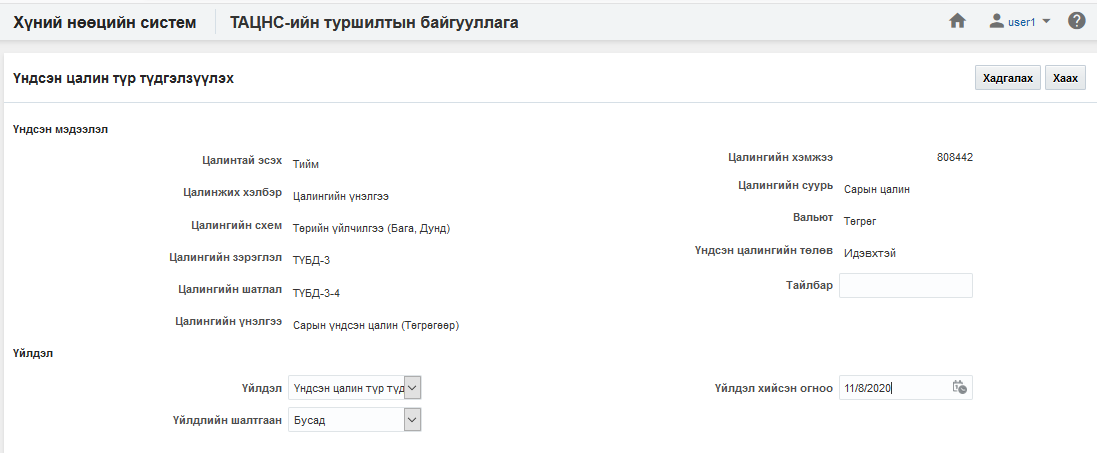 Хүний нөөцийн систем ТАЦНС-ийн туршилтын байгууллага user1
Үндсэн цалин түр түдгэлзүүлэх Хадгалах Хаах
Үндсэн мэдээлэл
Цалинтай эсэх Тийм Цалингийн хэмжээ 808442
Цалинжих хэлбэр Цалингийн үнэлгээ Цалингийн суурь Сарын цалин
Цалингийн схем Төрийн үйлчилгээ (Бага, Дунд) Вальют Төгрөг
Цалингийн зэрэглэл ТҮБД-3 Үндсэн цалингийн төлөв Идэвхтэй
Цалингийн шатлал ТҮБД-3-4 Тайлбар
Цалингийн үнэлгээ Сарын үндсэн цалин (Төгрөгөөр)
Үйлдэл
Үйлдэл Үндсэн цалин түр түд Үйлдэл хийсэн огноо 11/8/2020
Үйлдлийн шалтгаан Бусад